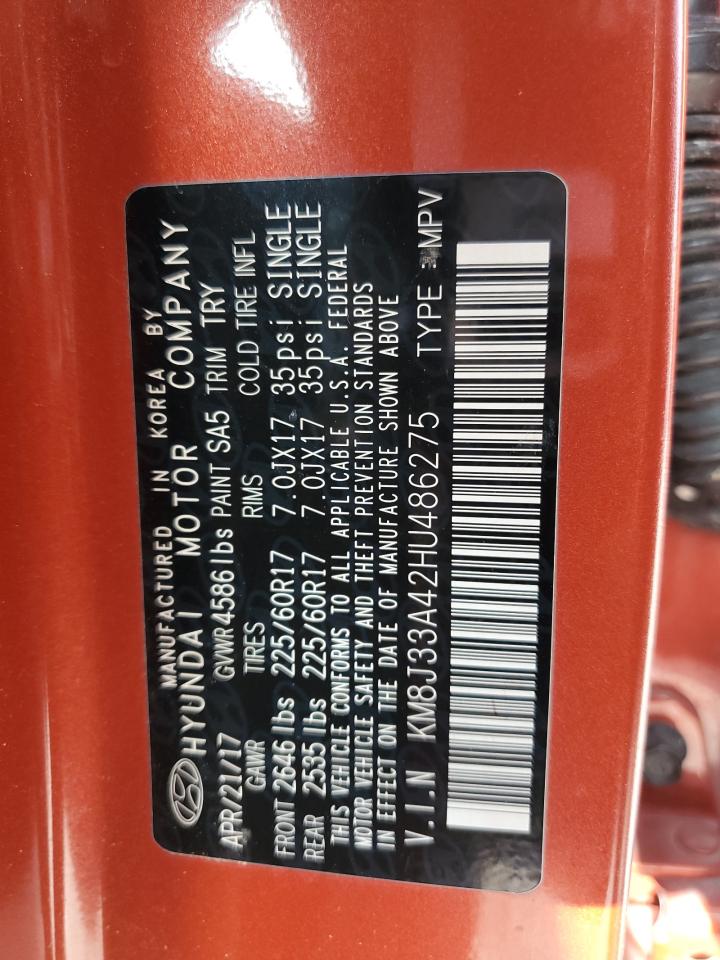 MANUFACTURED IN KOREA BY
HYUNDAI MOTOR COMPANY
APR/21/17 GVWR 4586 lbs PAINT SA5 TRIM TRY
GAWR TIRES RIMS COLD TIRE INFL
FRONT 2646 lbs 225/60R17 7.0JX17 35psi SINGLE
REAR 2535 lbs 225/60R17 7.0JX17 35psi SINGLE
THIS VEHICLE CONFORMS TO ALL APPLICABLE U.S.A. FEDERAL
MOTOR VEHICLE SAFETY AND THEFT PREVENTION STANDARDS
IN EFFECT ON THE DATE OF MANUFACTURE SHOWN ABOVE
V.I.N KM8J33A42HU486275 TYPE : MPV